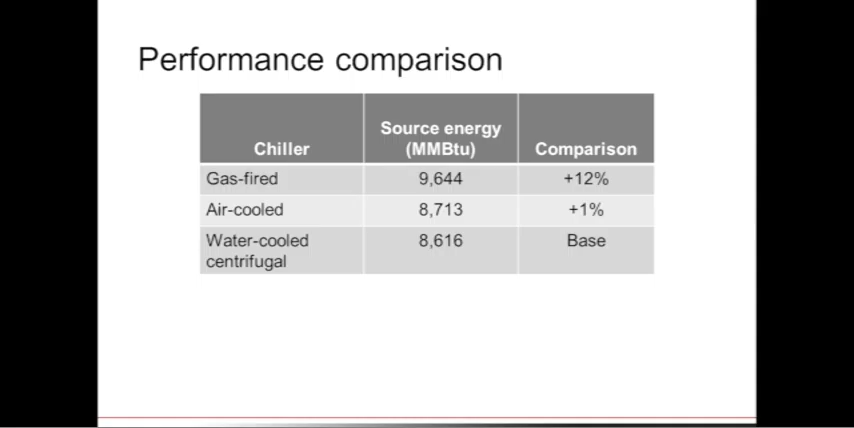 Performance comparison
Chiller Source energy (MMBtu) Comparison
Gas-fired 9,644 +12%
Air-cooled 8,713 +1%
Water-cooled centrifugal 8,616 Base